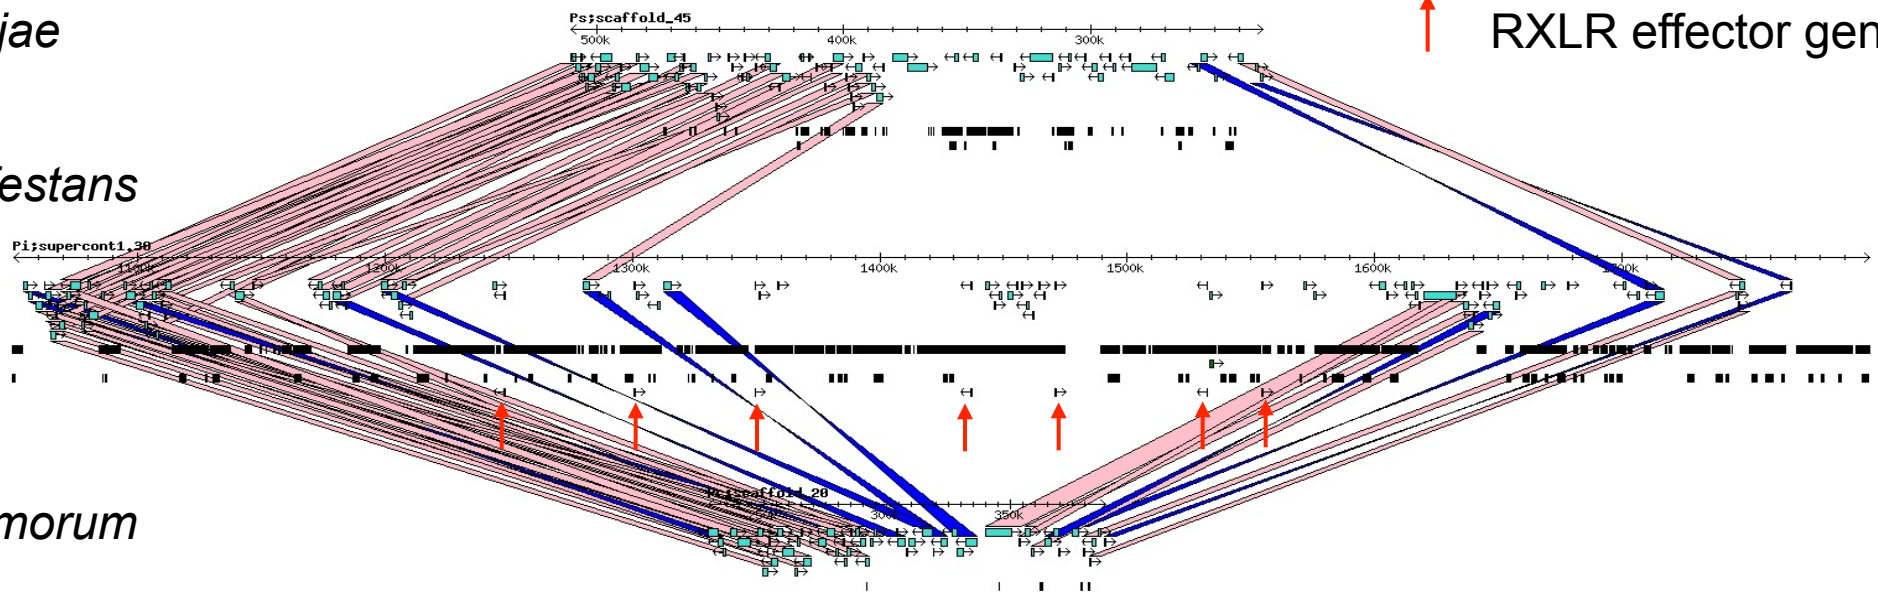 Ps;scaffold_45
jae
RXLR effector gen
500k 400k 300k
festans
Pi;supercont1.30
1100k 1200k 1300k 1400k 1500k 1600k 1700k
scaffold_20
300k 350k
morum